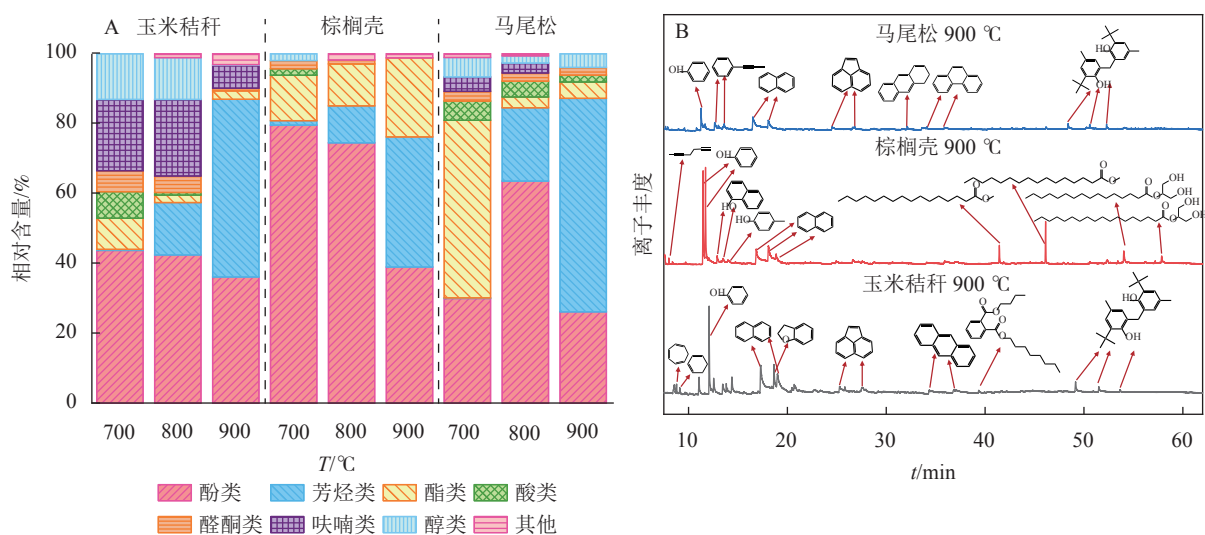 A
玉米秸秆
棕榈壳
马尾松
100
80
60
40
20
0
相对含量/%
700
800
900
700
800
900
700
800
900
T/℃
酚类
芳烃类
酯类
酸类
醛酮类
呋喃类
醇类
其他
B
马尾松 900 ℃
OH
HO
OH
棕榈壳 900 ℃
OH
HO
HO
O
O
O
O
O
OH
OH
O
O
OH
OH
玉米秸秆 900 ℃
OH
O
O
O
O
O
HO
OH
离子丰度
10
20
30
40
50
60
t/min